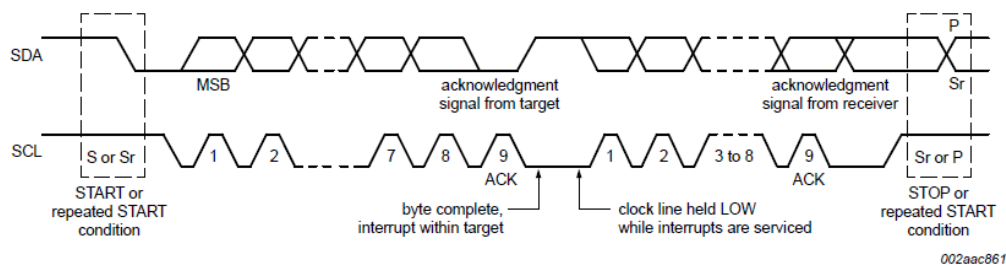 SDA
MSB
acknowledgment
signal from target
acknowledgment
signal from receiver
P
Sr
SCL
S or Sr
1
2
7
8
9
ACK
1
2
3 to 8
9
ACK
Sr or P
START or
repeated START
condition
byte complete,
interrupt within target
clock line held LOW
while interrupts are serviced
STOP or
repeated START
condition
002aac861